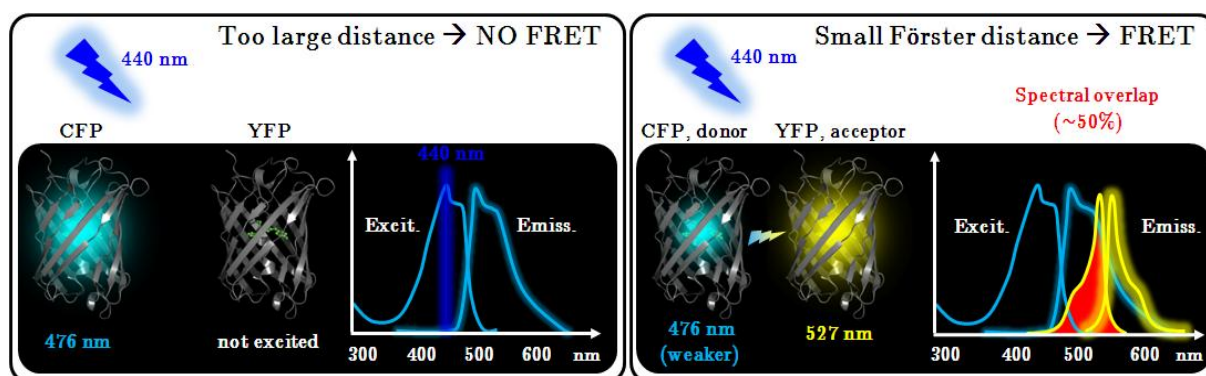 Too large distance → NO FRET
440 nm
CFP
YFP
440 nm
Excit.
Emiss.
476 nm
not excited
300 400 500 600 nm
Small Förster distance → FRET
440 nm
Spectral overlap
(~50%)
CFP, donor
YFP, acceptor
Excit.
Emiss.
476 nm
(weaker)
527 nm
300 400 500 600 nm